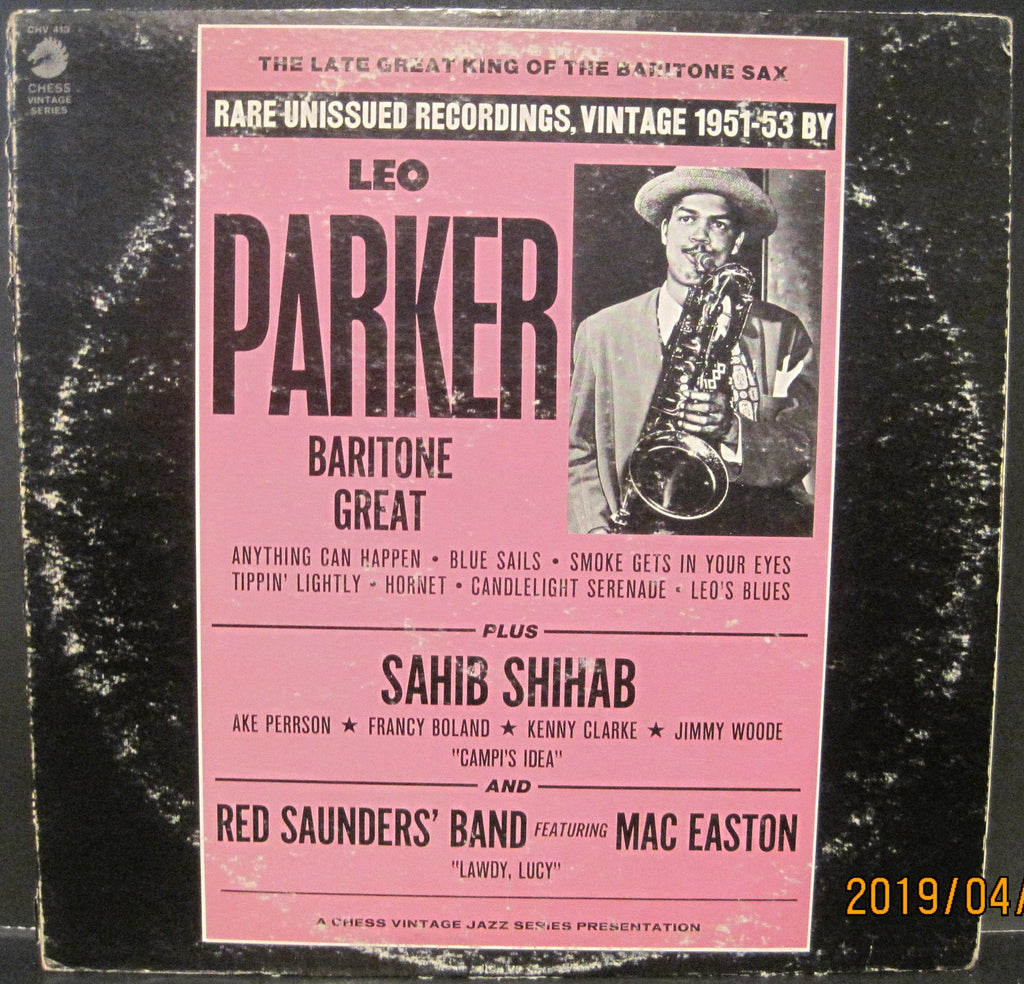 CHV 413
CHESS
VINTAGE
SERIES
THE LATE GREAT KING OF THE BARITONE SAX
RARE UNISSUED RECORDINGS, VINTAGE 1951-53 BY
LEO
PARKER
BARITONE
GREAT
ANYTHING CAN HAPPEN • BLUE SAILS • SMOKE GETS IN YOUR EYES
TIPPIN' LIGHTLY • HORNET • CANDLELIGHT SERENADE • LEO'S BLUES
PLUS
SAHIB SHIHAB
AKE PERRSON ★ FRANCY BOLAND ★ KENNY CLARKE ★ JIMMY WOODE
"CAMPI'S IDEA"
AND
RED SAUNDERS' BAND FEATURING MAC EASTON
"LAWDY, LUCY"
A CHESS VINTAGE JAZZ SERIES PRESENTATION
2019/04/